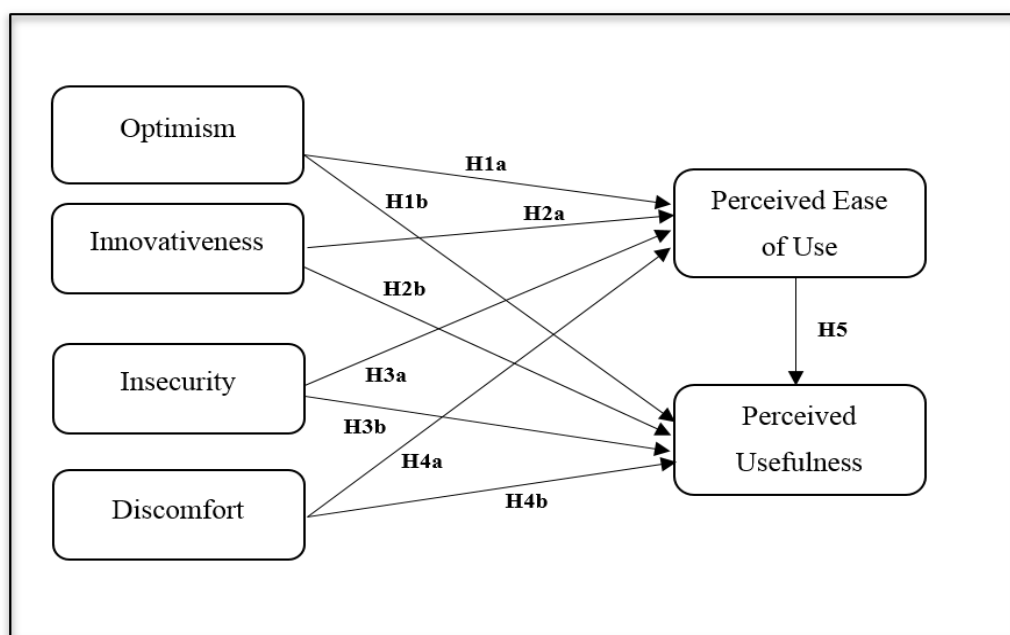 Optimism
H1a
H1b
Perceived Ease
of Use
Innovativeness
H2a
H2b
H5
Insecurity
H3a
H3b
Perceived
Usefulness
H4a
Discomfort
H4b